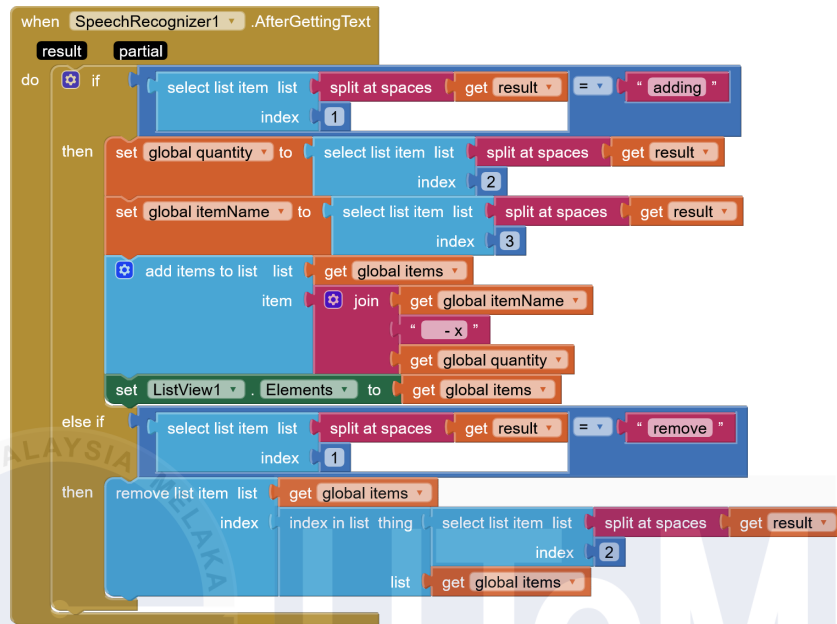 when SpeechRecognizer1 .AfterGettingText
result partial
do if select list item list split at spaces get result = " adding "
index 1
then set global quantity to select list item list split at spaces get result
index 2
set global itemName to select list item list split at spaces get result
index 3
add items to list list get global items
item join get global itemName
" - x "
get global quantity
set ListView1 . Elements to get global items
else if select list item list split at spaces get result = " remove "
index 1
then remove list item list get global items
index index in list thing select list item list split at spaces get result
index 2
list get global items
ALAYSIA MELAKA